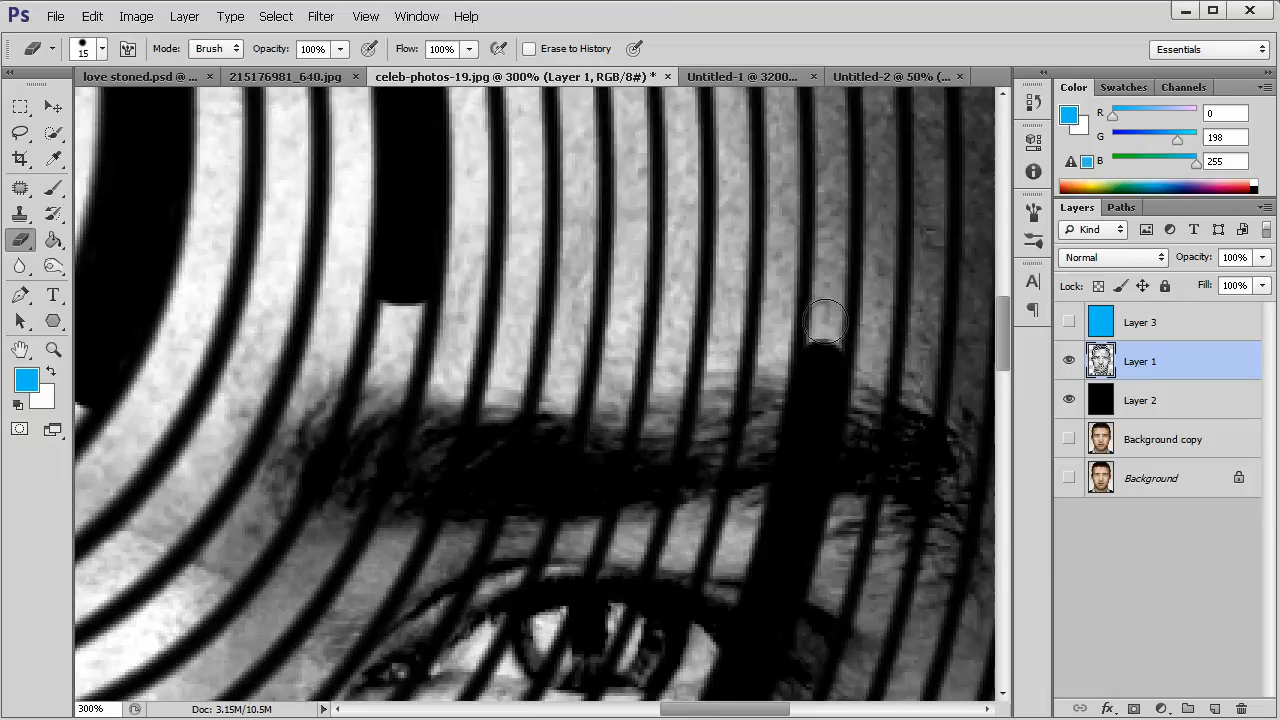 Ps File Edit Image Layer Type Select Filter View Window Help
15 Mode: Brush Opacity: 100% Flow: 100% Erase to History Essentials
love stoned.psd @ ... × 215176981_640.jpg × celeb-photos-19.jpg @ 300% (Layer 1, RGB/8#) * × Untitled-1 @ 3200... × Untitled-2 @ 50% (... ×
Color Swatches Channels
R 0
G 198
B 255
Layers Paths
Kind
Normal Opacity: 100%
Lock: Fill: 100%
Layer 3
Layer 1
Layer 2
Background copy
Background
300% Doc: 3.15M/10.5M